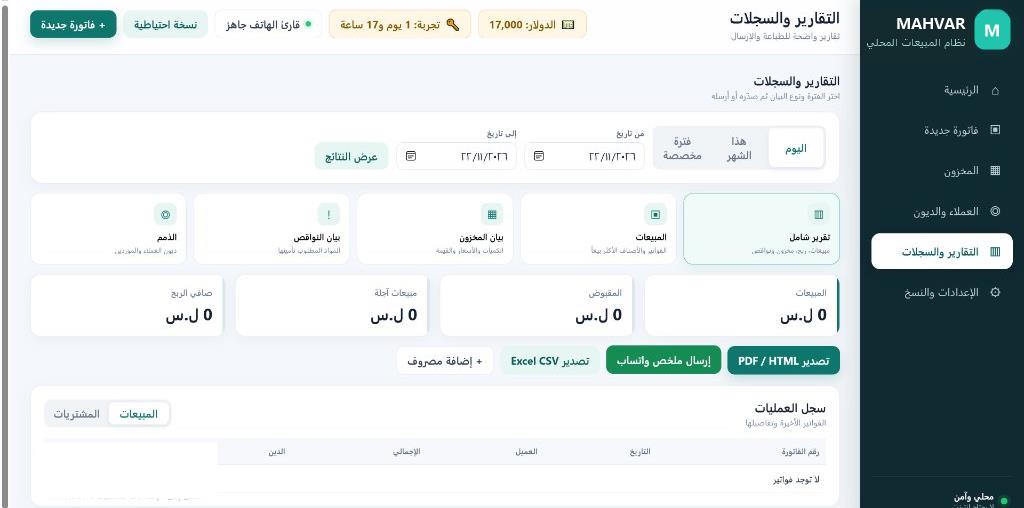 MAHVAR
نظام المبيعات المحلي
M
الرئيسية
فاتورة جديدة
المخزون
العملاء والديون
التقارير والسجلات
الإعدادات والنسخ
محلي وآمن
التقارير والسجلات
تقارير واضحة للطباعة والإرسال
الدولار: 17,000
تجربة: 1 يوم و17 ساعة
قارئ الهاتف جاهز
نسخة احتياطية
+ فاتورة جديدة
التقارير والسجلات
اختر الفترة ونوع البيان ثم صدّره أو أرسله
اليوم
هذا الشهر
فترة مخصصة
من تاريخ
إلى تاريخ
عرض النتائج
تقرير شامل
مبيعات، ربح، مخزون ونواقص
المبيعات
الفواتير والأصناف الأكثر بيعاً
بيان المخزون
الكميات والأسعار والقيمة
بيان النواقص
المواد المطلوب تأمينها
الذمم
ديون العملاء والموردين
المبيعات
0 ل.س
المقبوض
0 ل.س
مبيعات آجلة
0 ل.س
صافي الربح
0 ل.س
تصدير PDF / HTML
إرسال ملخص واتساب
تصدير Excel CSV
+ إضافة مصروف
سجل العمليات
الفواتير الأخيرة وتفاصيلها
المبيعات
المشتريات
رقم الفاتورة
التاريخ
العميل
الإجمالي
الدين
لا توجد فواتير